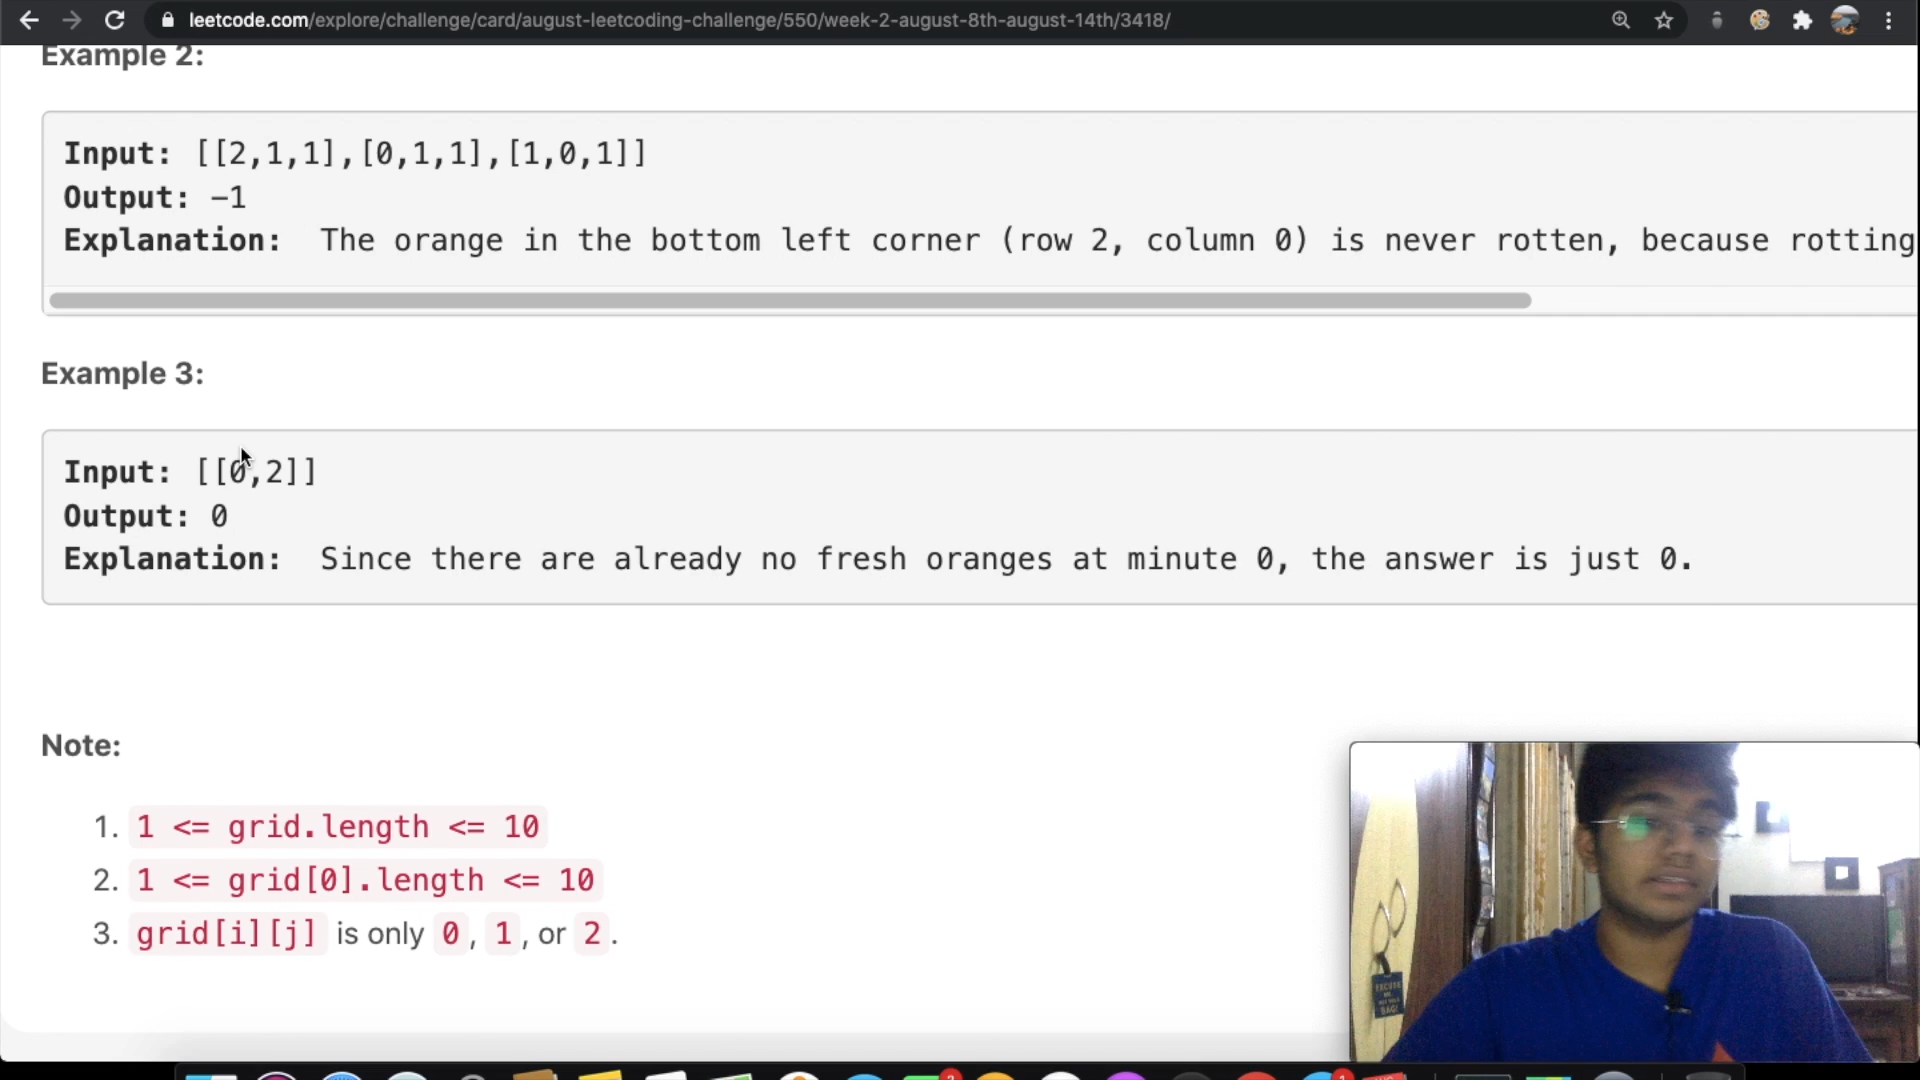 leetcode.com/explore/challenge/card/august-leetcoding-challenge/550/week-2-august-8th-august-14th/3418/
Example 2:
Input: [[2,1,1],[0,1,1],[1,0,1]]
Output: -1
Explanation: The orange in the bottom left corner (row 2, column 0) is never rotten, because rotting
Example 3:
Input: [[0,2]]
Output: 0
Explanation: Since there are already no fresh oranges at minute 0, the answer is just 0.
Note:
1. 1 <= grid.length <= 10
2. 1 <= grid[0].length <= 10
3. grid[i][j] is only 0, 1, or 2.